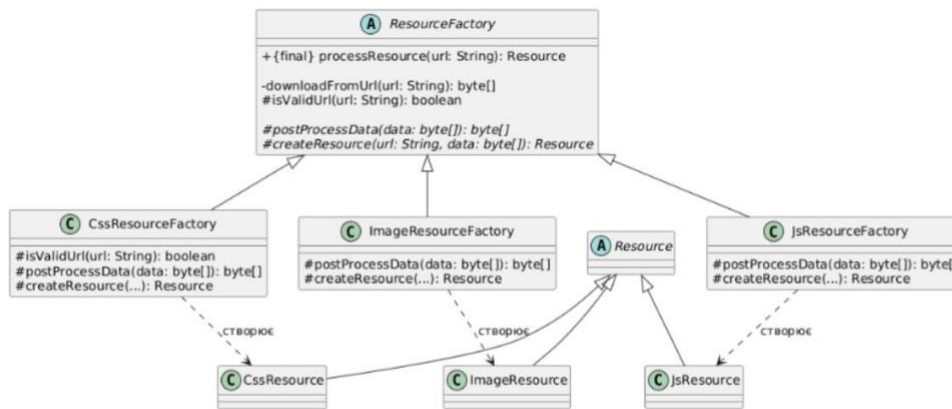 A ResourceFactory
+{final} processResource(url: String): Resource
-downloadFromUrl(url: String): byte[]
#isValidUrl(url: String): boolean
#postProcessData(data: byte[]): byte[]
#createResource(url: String, data: byte[]): Resource
C CssResourceFactory
#isValidUrl(url: String): boolean
#postProcessData(data: byte[]): byte[]
#createResource(...): Resource
C ImageResourceFactory
#postProcessData(data: byte[]): byte[]
#createResource(...): Resource
A Resource
C JsResourceFactory
#postProcessData(data: byte[]): byte[
#createResource(...): Resource
створює
створює
створює
C CssResource
C ImageResource
C JsResource